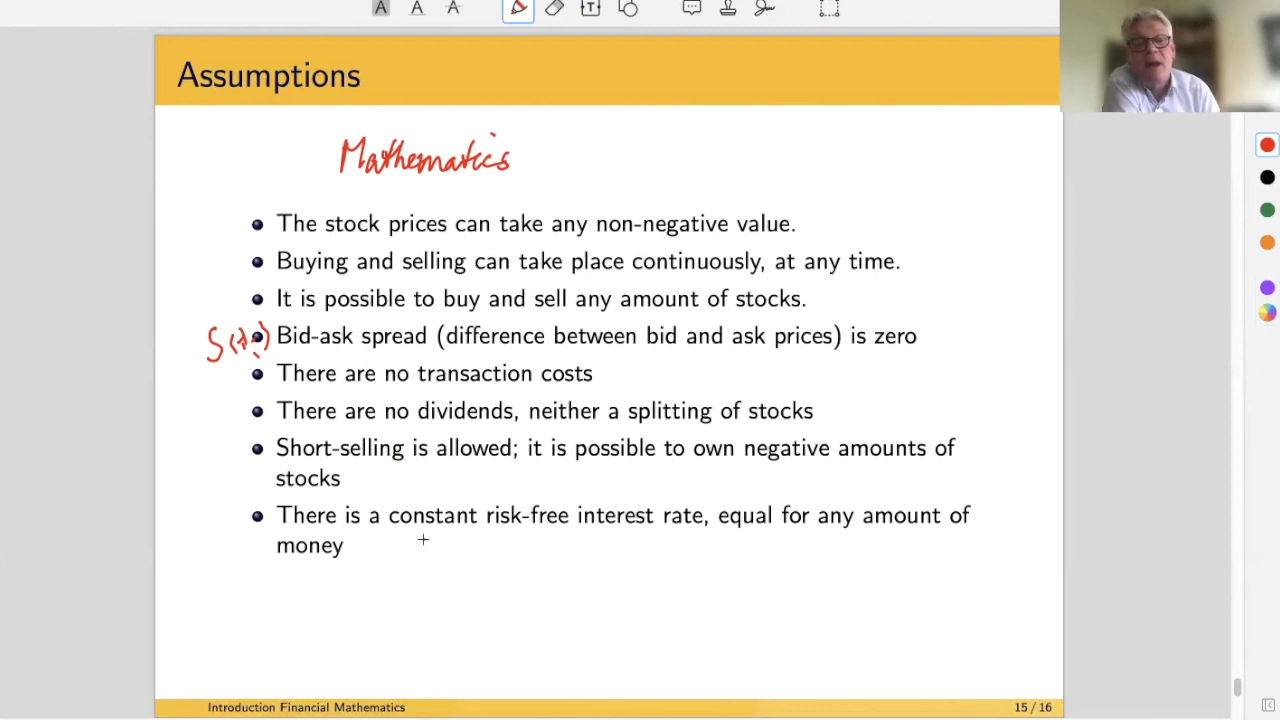 Assumptions
Mathematics
The stock prices can take any non-negative value.
Buying and selling can take place continuously, at any time.
It is possible to buy and sell any amount of stocks.
Bid-ask spread (difference between bid and ask prices) is zero
There are no transaction costs
There are no dividends, neither a splitting of stocks
Short-selling is allowed; it is possible to own negative amounts of
stocks
There is a constant risk-free interest rate, equal for any amount of
money
Introduction Financial Mathematics
15 / 16